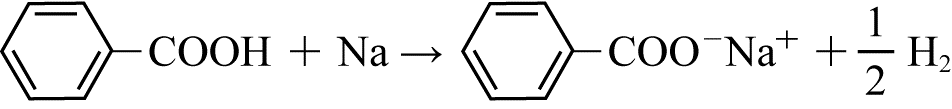 COOH + Na → COO⁻Na⁺ + 1/2 H₂